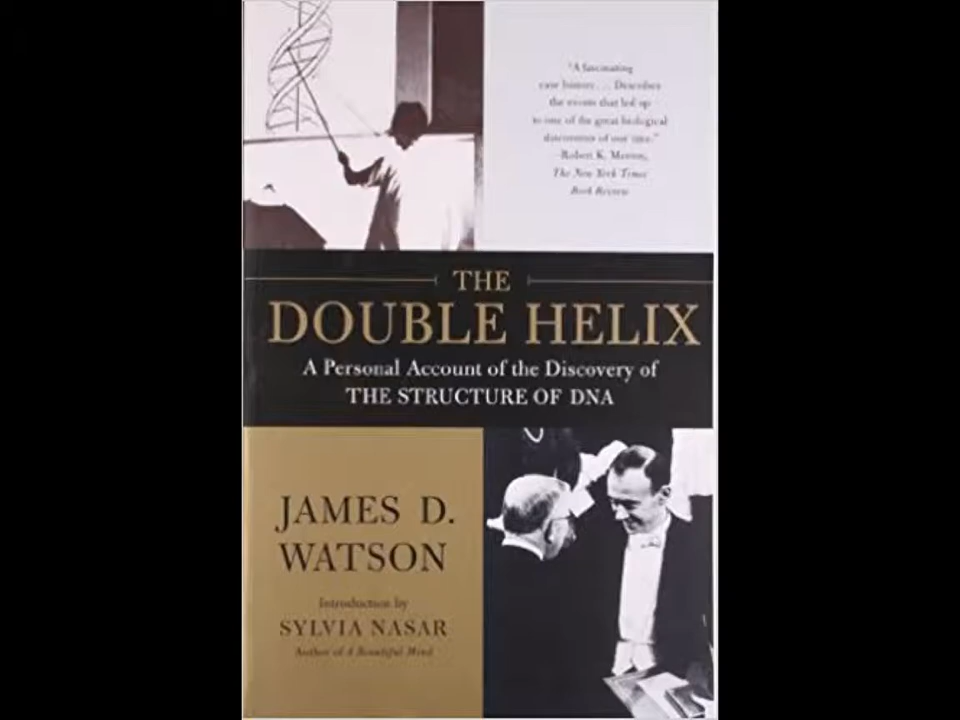 "A fascinating
case history... Describes
the events that led up
to one of the great biological
discoveries of our time."
-Robert K. Merton,
The New York Times
Book Review
THE
DOUBLE HELIX
A Personal Account of the Discovery of
THE STRUCTURE OF DNA
JAMES D.
WATSON
Introduction by
SYLVIA NASAR
Author of A Beautiful Mind